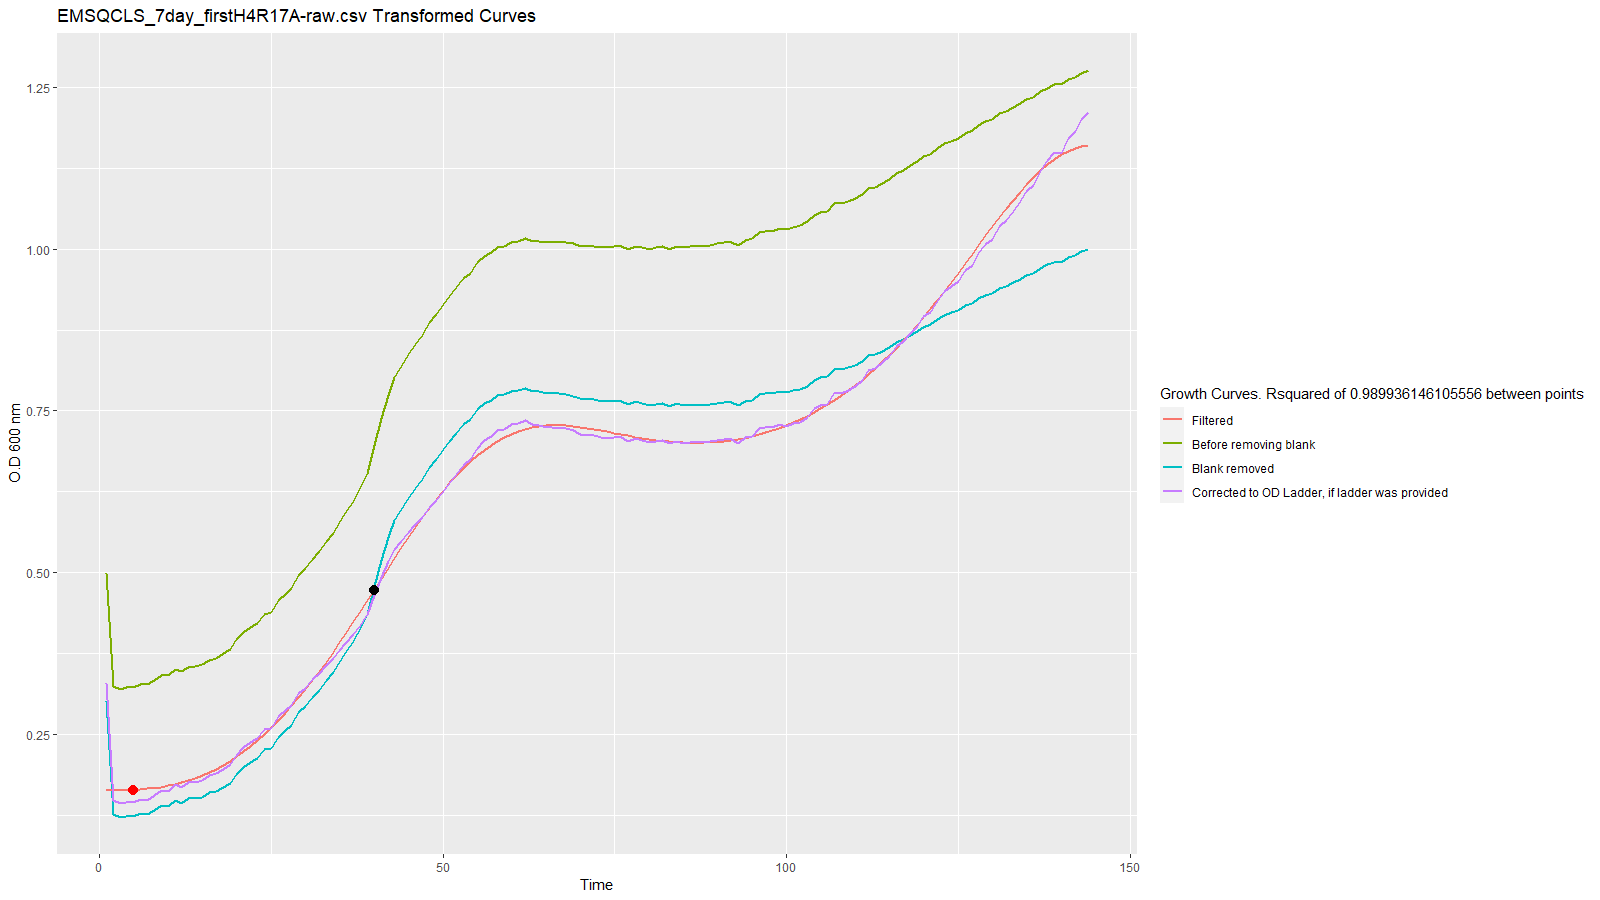 EMSQCLS_7day_firstH4R17A-raw.csv Transformed Curves
1.25
1.00
0.75
0.50
0.25
O.D 600 nm
0
50
100
150
Time
Growth Curves. Rsquared of 0.989936146105556 between points
Filtered
Before removing blank
Blank removed
Corrected to OD Ladder, if ladder was provided